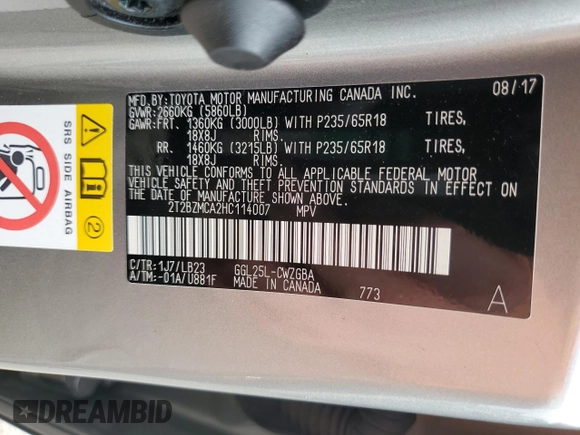 MFD.BY:TOYOTA MOTOR MANUFACTURING CANADA INC. 08/17
GVWR:2660KG (5860LB)
GAWR:FRT. 1360KG (3000LB) WITH P235/65R18 TIRES,
18X8J RIMS,
RR. 1460KG (3215LB) WITH P235/65R18 TIRES,
18X8J RIMS.
THIS VEHICLE CONFORMS TO ALL APPLICABLE FEDERAL MOTOR
VEHICLE SAFETY AND THEFT PREVENTION STANDARDS IN EFFECT ON
THE DATE OF MANUFACTURE SHOWN ABOVE.
2T2BZMCA2HC114007 MPV
C/TR:1J7/LB23 GGL25L-CWZGBA
A/TM:-01A/U881F MADE IN CANADA 773 A
SRS SIDE AIRBAG
2
DREAMBID